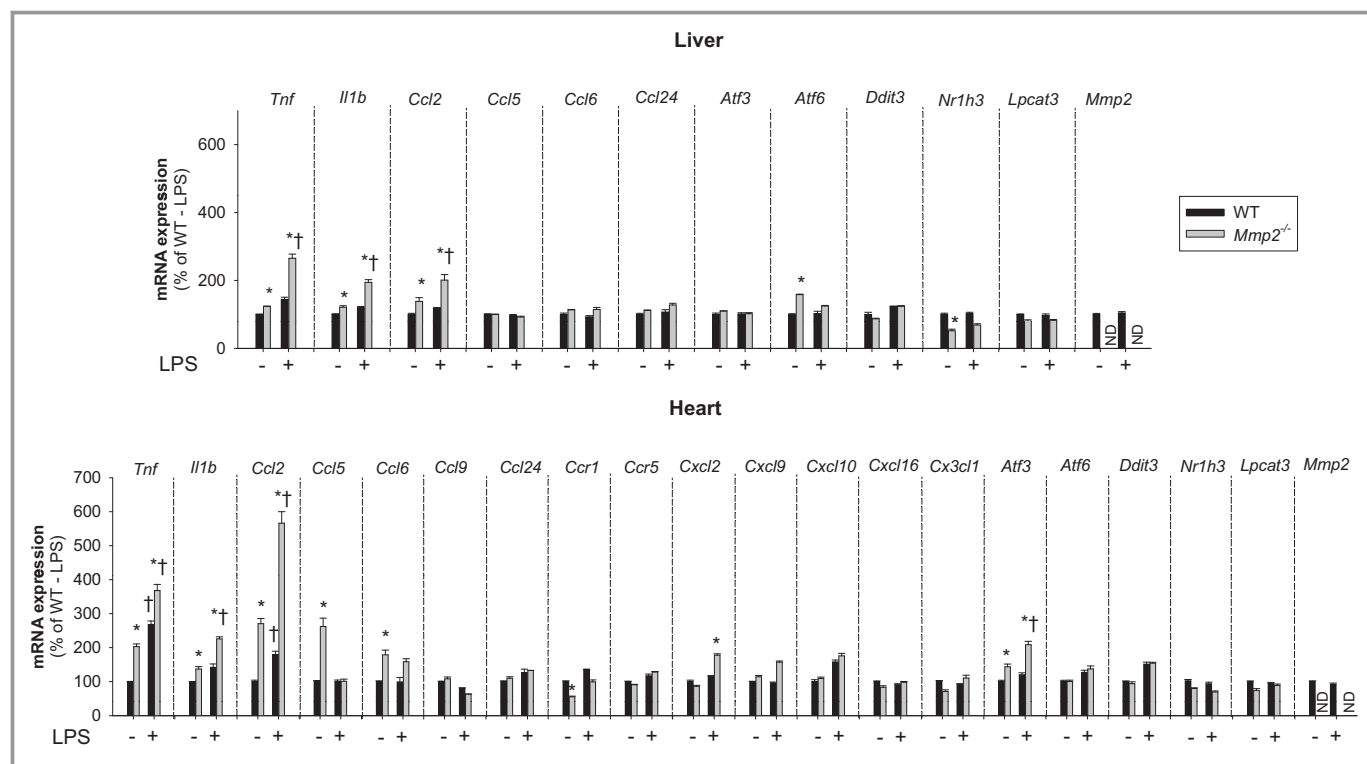 Liver
Tnf Il1b Ccl2 Ccl5 Ccl6 Ccl24 Atf3 Atf6 Ddit3 Nr1h3 Lpcat3 Mmp2
mRNA expression
(% of WT - LPS)
600
400
200
0
* *† * *† * *† * *
ND ND
LPS - + - + - + - + - + - + - + - + - + - + - + - +
WT
Mmp2-/-
Heart
Tnf Il1b Ccl2 Ccl5 Ccl6 Ccl9 Ccl24 Ccr1 Ccr5 Cxcl2 Cxcl9 Cxcl10 Cxcl16 Cx3cl1 Atf3 Atf6 Ddit3 Nr1h3 Lpcat3 Mmp2
mRNA expression
(% of WT - LPS)
700
600
500
400
300
200
100
0
* † *† * *† * † *† * * * * * *†
ND ND
LPS - + - + - + - + - + - + - + - + - + - + - + - + - + - + - + - + - + - + - + - +